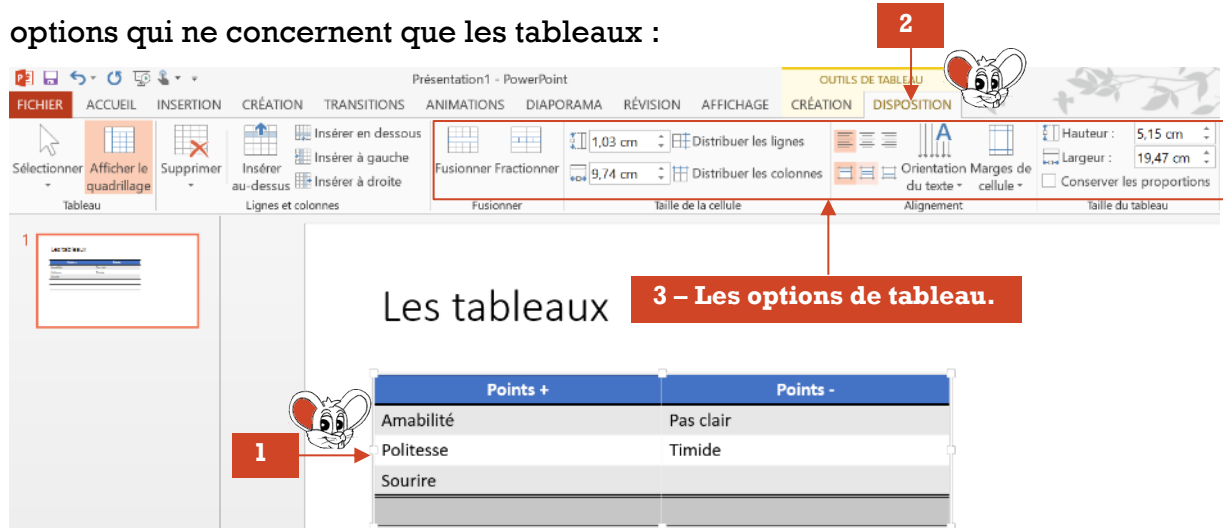 options qui ne concernent que les tableaux :
2
Présentation1 - PowerPoint
OUTILS DE TABLEAU
FICHIER ACCUEIL INSERTION CRÉATION TRANSITIONS ANIMATIONS DIAPORAMA RÉVISION AFFICHAGE CRÉATION DISPOSITION
Sélectionner
Afficher le
quadrillage
Supprimer
Tableau
Insérer
au-dessus
Insérer en dessous
Insérer à gauche
Insérer à droite
Lignes et colonnes
Fusionner Fractionner
Fusionner
1,03 cm Distribuer les lignes
9,74 cm Distribuer les colonnes
Taille de la cellule
Orientation
du texte
Marges de
cellule
Alignement
Hauteur : 5,15 cm
Largeur : 19,47 cm
Conserver les proportions
Taille du tableau
1
Les tableaux
3 – Les options de tableau.
Les tableaux
Points + Points -
Amabilité Pas clair
Politesse Timide
Sourire
1